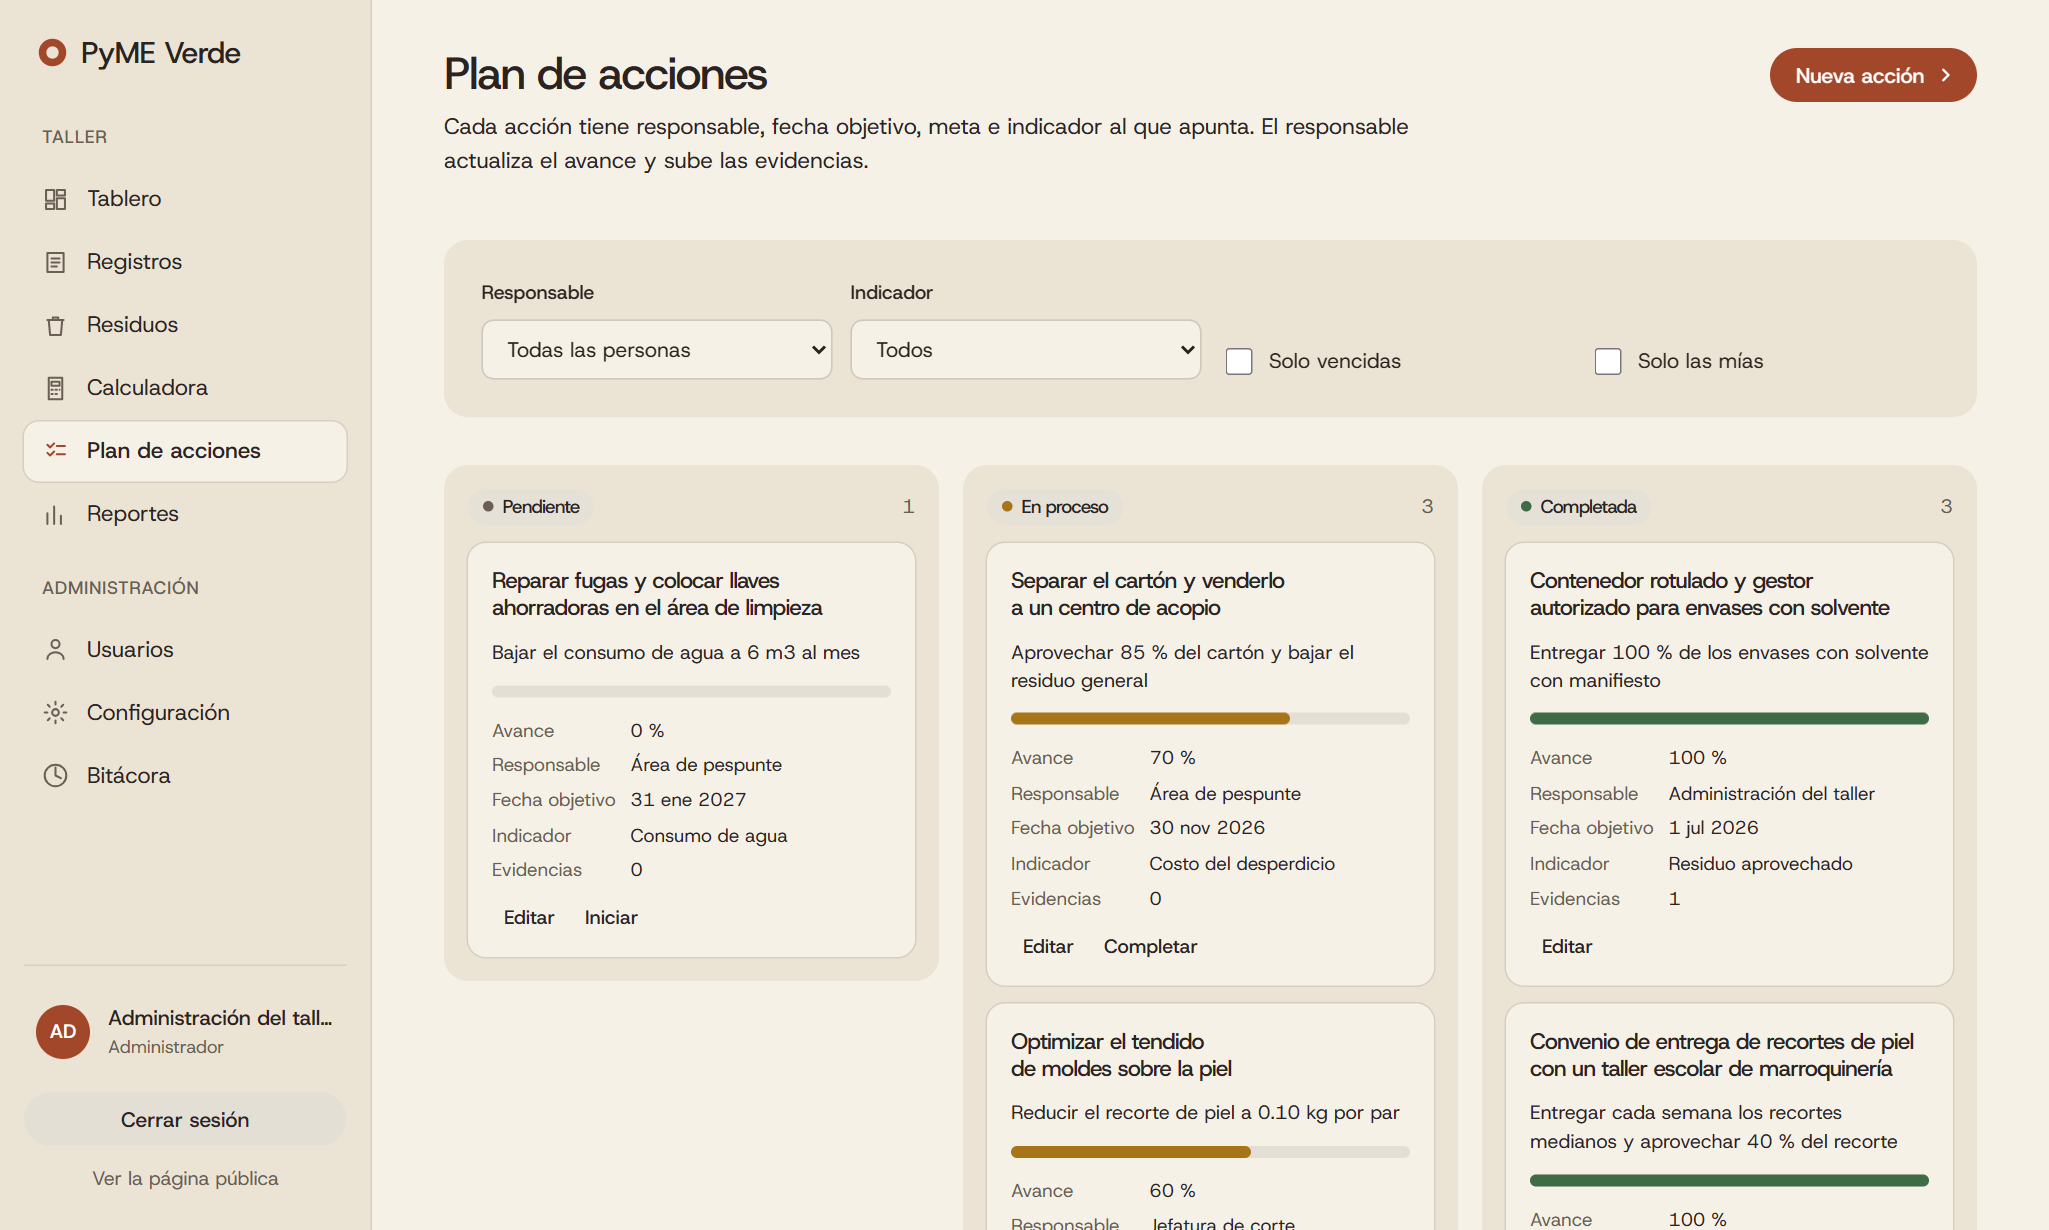 PyME Verde
TALLER
Tablero
Registros
Residuos
Calculadora
Plan de acciones
Reportes
ADMINISTRACIÓN
Usuarios
Configuración
Bitácora
AD
Administración del tall...
Administrador
Cerrar sesión
Ver la página pública
Plan de acciones
Nueva acción
Cada acción tiene responsable, fecha objetivo, meta e indicador al que apunta. El responsable
actualiza el avance y sube las evidencias.
Responsable
Todas las personas
Indicador
Todos
Solo vencidas
Solo las mías
Pendiente 1
Reparar fugas y colocar llaves
ahorradoras en el área de limpieza
Bajar el consumo de agua a 6 m3 al mes
Avance 0 %
Responsable Área de pespunte
Fecha objetivo 31 ene 2027
Indicador Consumo de agua
Evidencias 0
Editar Iniciar
En proceso 3
Separar el cartón y venderlo
a un centro de acopio
Aprovechar 85 % del cartón y bajar el
residuo general
Avance 70 %
Responsable Área de pespunte
Fecha objetivo 30 nov 2026
Indicador Costo del desperdicio
Evidencias 0
Editar Completar
Optimizar el tendido
de moldes sobre la piel
Reducir el recorte de piel a 0.10 kg por par
Avance 60 %
Responsable Jefatura de corte
Completada 3
Contenedor rotulado y gestor
autorizado para envases con solvente
Entregar 100 % de los envases con solvente
con manifiesto
Avance 100 %
Responsable Administración del taller
Fecha objetivo 1 jul 2026
Indicador Residuo aprovechado
Evidencias 1
Editar
Convenio de entrega de recortes de piel
con un taller escolar de marroquinería
Entregar cada semana los recortes
medianos y aprovechar 40 % del recorte
Avance 100 %